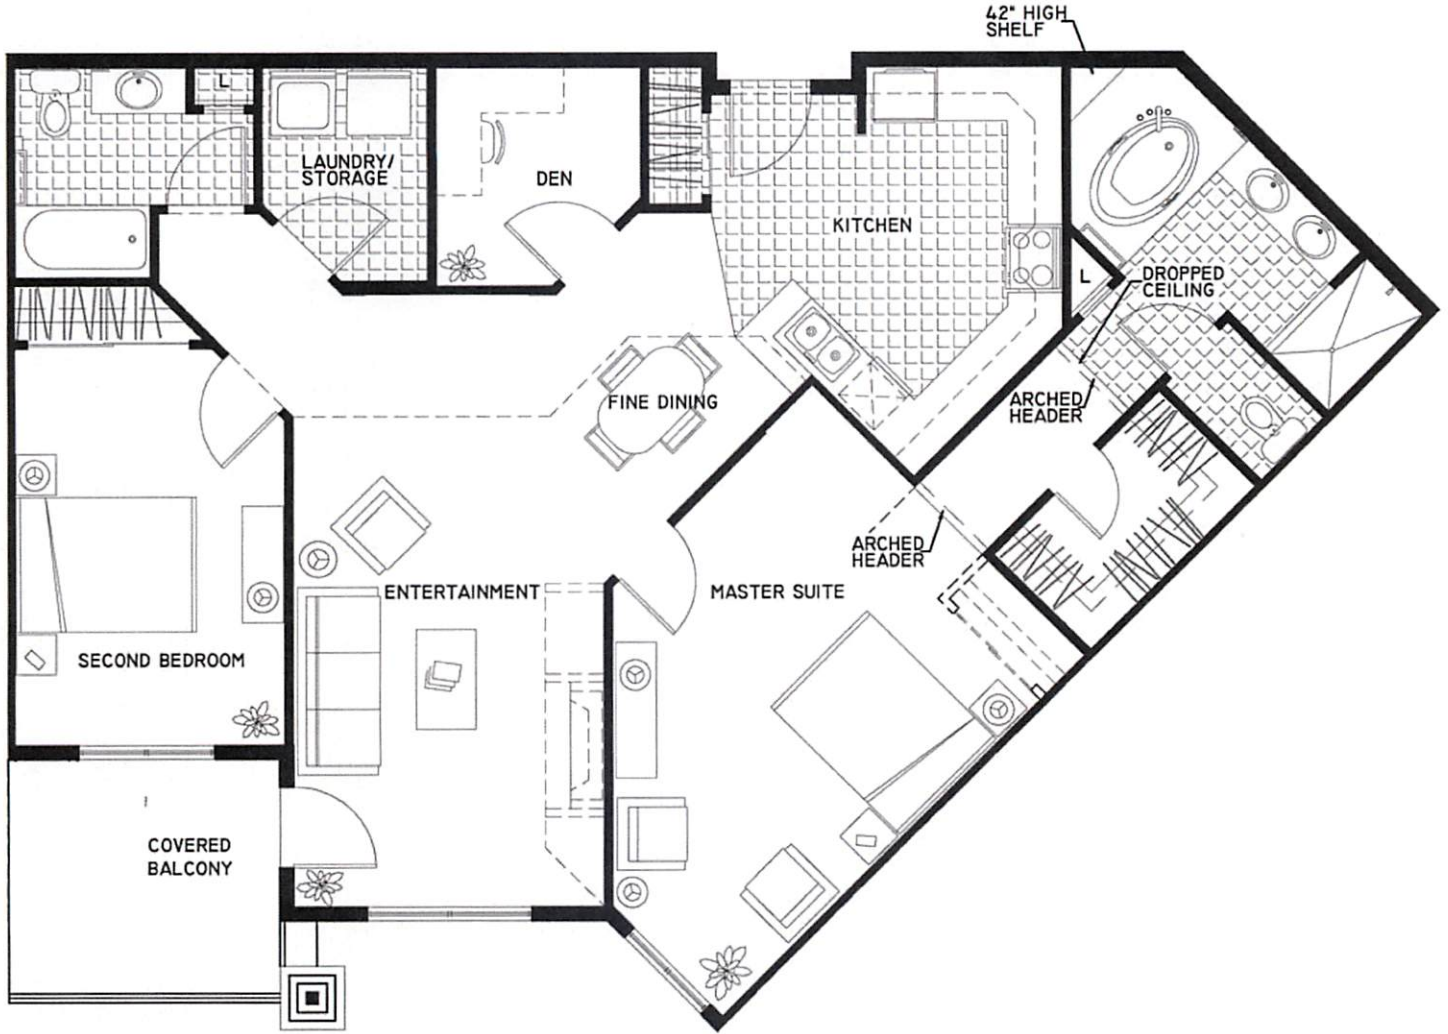 42" HIGH
SHELF
L
LAUNDRY/
STORAGE
DEN
KITCHEN
L
DROPPED
CEILING
FINE DINING
ARCHED
HEADER
ARCHED
HEADER
ENTERTAINMENT
MASTER SUITE
SECOND BEDROOM
COVERED
BALCONY